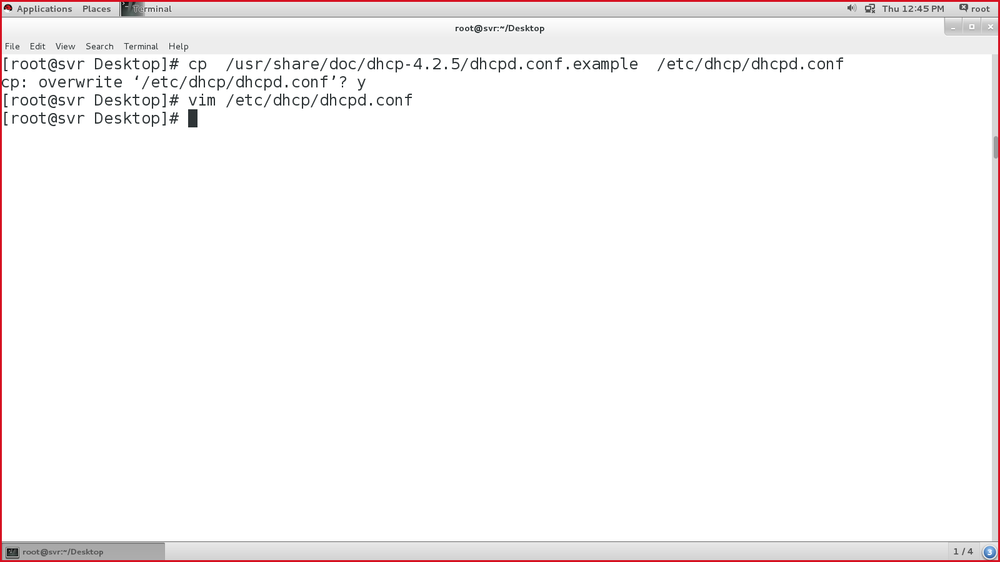 Applications Places Terminal Thu 12:45 PM root
root@svr:~/Desktop
File Edit View Search Terminal Help
[root@svr Desktop]# cp  /usr/share/doc/dhcp-4.2.5/dhcpd.conf.example  /etc/dhcp/dhcpd.conf
cp: overwrite ‘/etc/dhcp/dhcpd.conf’? y
[root@svr Desktop]# vim /etc/dhcp/dhcpd.conf
[root@svr Desktop]#
root@svr:~/Desktop 1 / 4 3